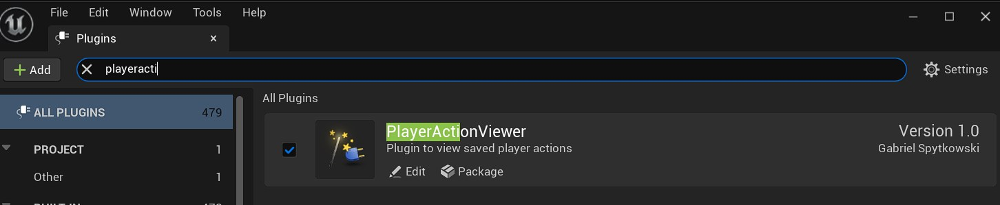 File Edit Window Tools Help
Plugins
Add playeracti Settings
All Plugins
ALL PLUGINS 479
PlayerActionViewer Version 1.0
Plugin to view saved player actions Gabriel Spytkowski
PROJECT 1
Edit Package
Other 1